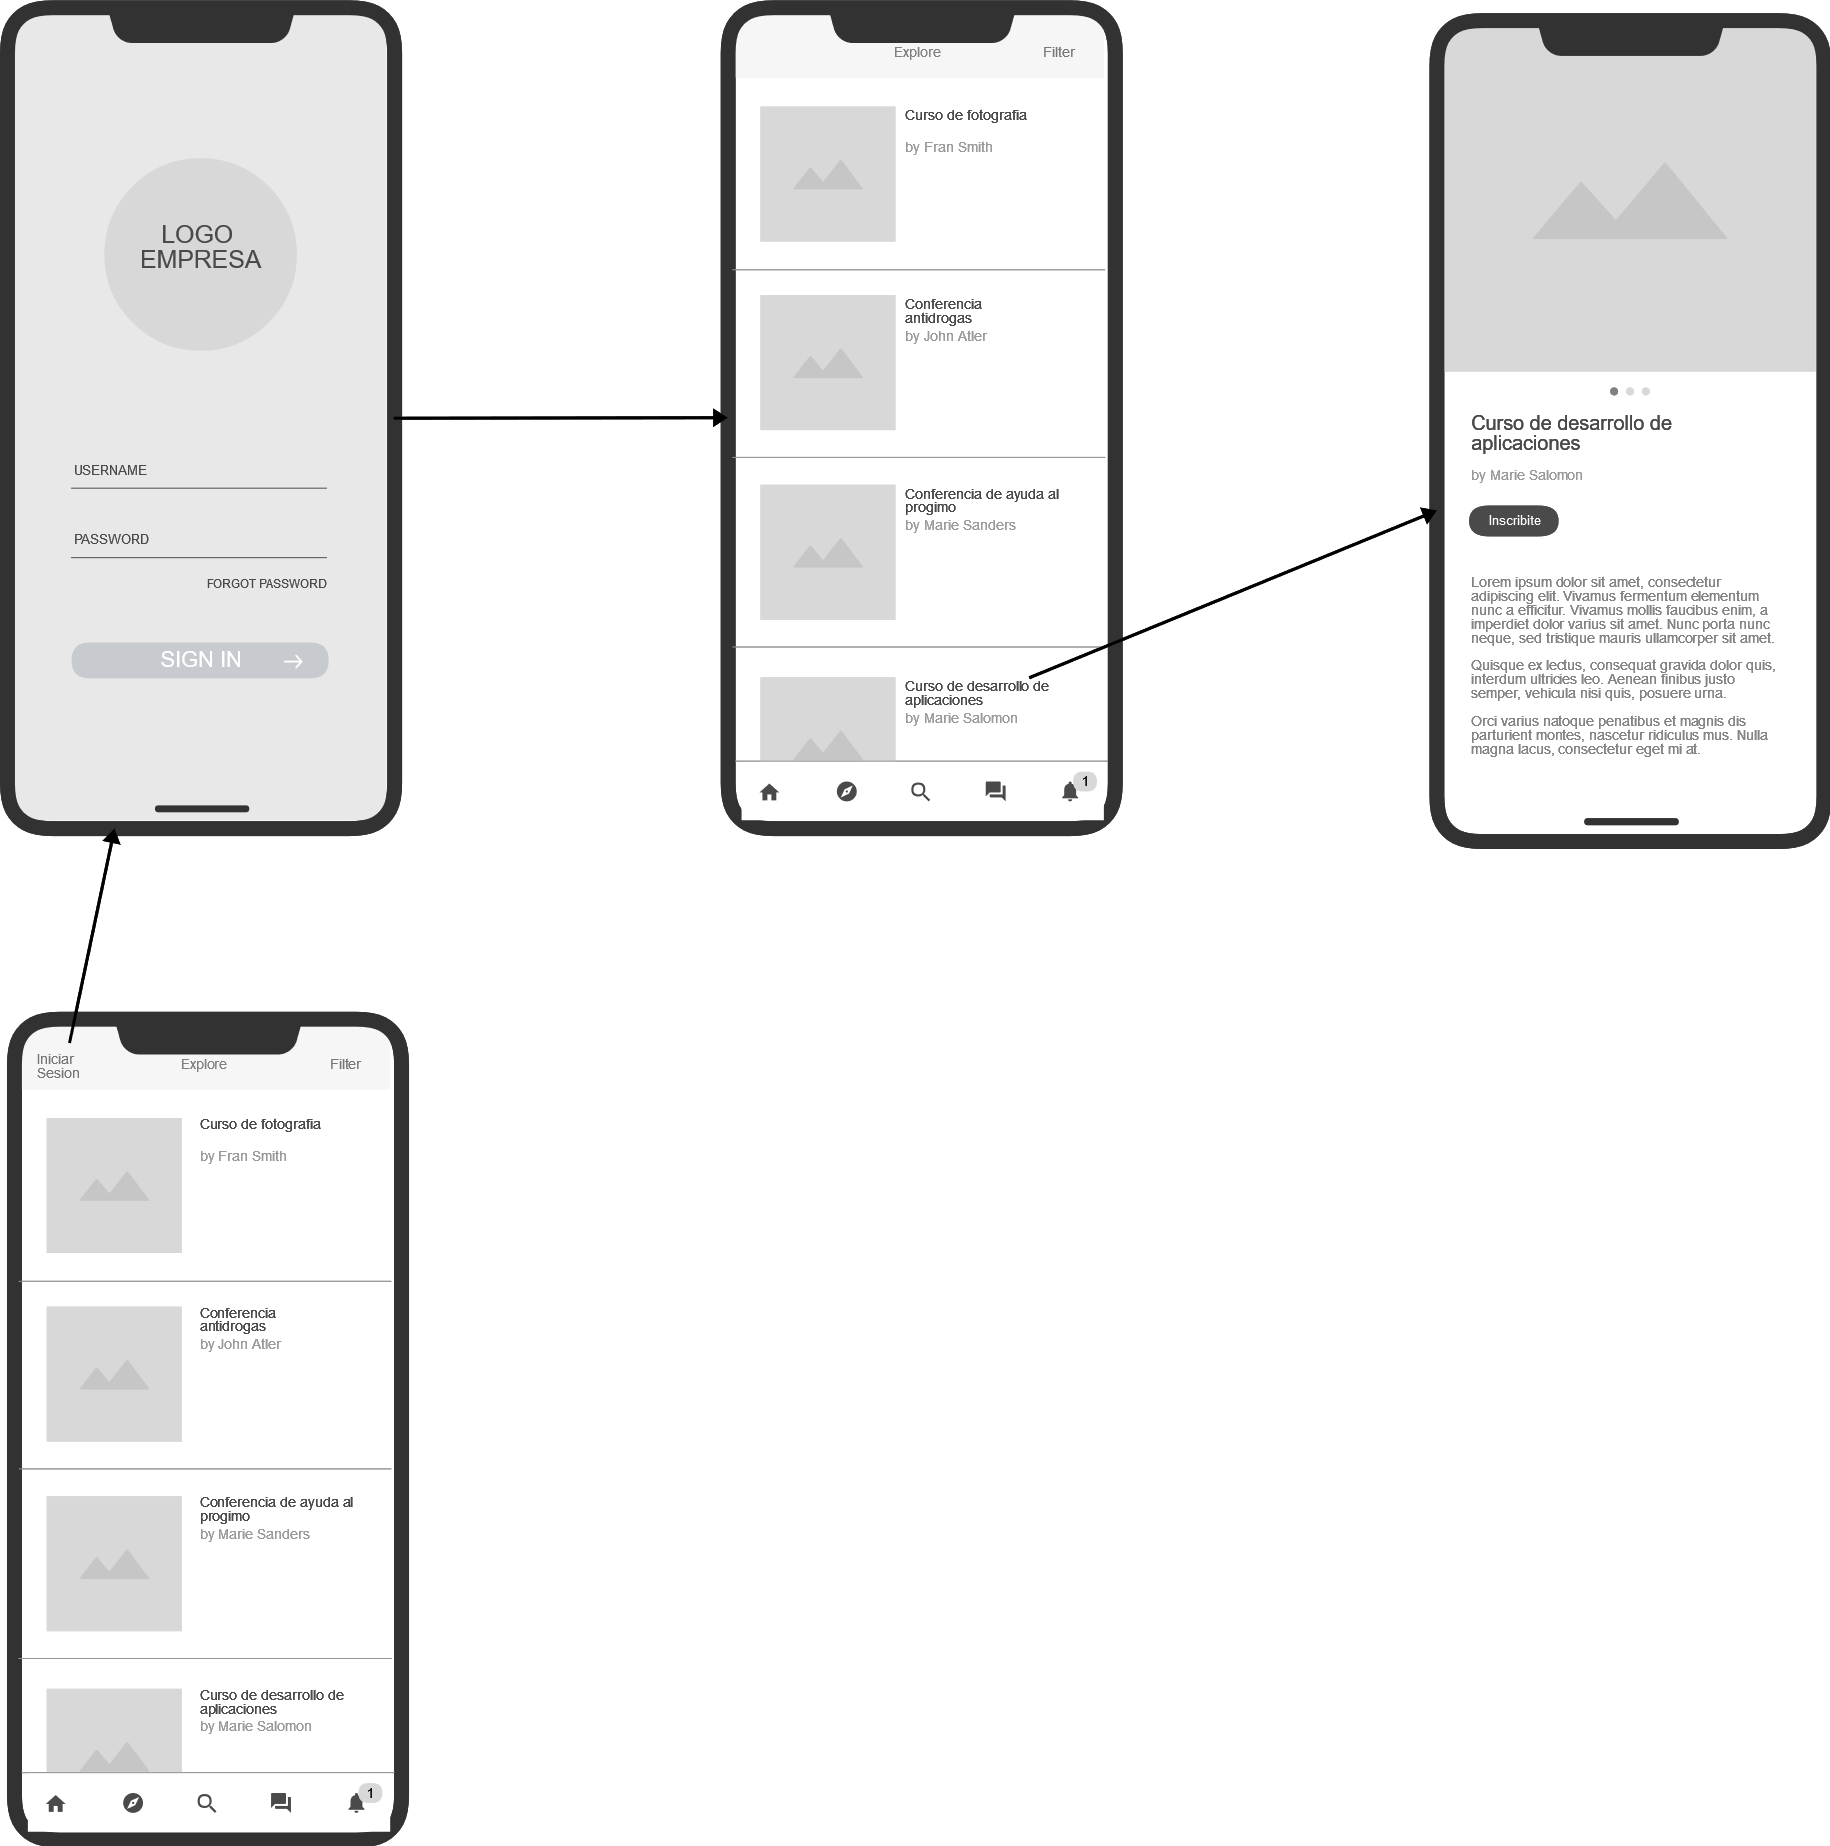 LOGO
EMPRESA
USERNAME
PASSWORD
FORGOT PASSWORD
SIGN IN
Explore
Filter
Curso de fotografia
by Fran Smith
Conferencia
antidrogas
by John Atler
Conferencia de ayuda al
progimo
by Marie Sanders
Curso de desarrollo de
aplicaciones
by Marie Salomon
1
Curso de desarrollo de
aplicaciones
by Marie Salomon
Inscribite
Lorem ipsum dolor sit amet, consectetur
adipiscing elit. Vivamus fermentum elementum
nunc a efficitur. Vivamus mollis faucibus enim, a
imperdiet dolor varius sit amet. Nunc porta nunc
neque, sed tristique mauris ullamcorper sit amet.
Quisque ex lectus, consequat gravida dolor quis,
interdum ultricies leo. Aenean finibus justo
semper, vehicula nisi quis, posuere urna.
Orci varius natoque penatibus et magnis dis
parturient montes, nascetur ridiculus mus. Nulla
magna lacus, consectetur eget mi at.
Iniciar
Sesion
Explore
Filter
Curso de fotografia
by Fran Smith
Conferencia
antidrogas
by John Atler
Conferencia de ayuda al
progimo
by Marie Sanders
Curso de desarrollo de
aplicaciones
by Marie Salomon
1